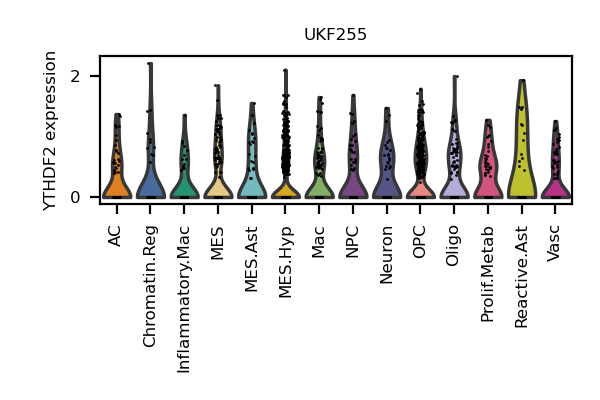 UKF255
YTHDF2 expression
2
0
AC
Chromatin.Reg
Inflammatory.Mac
MES
MES.Ast
MES.Hyp
Mac
NPC
Neuron
OPC
Oligo
Prolif.Metab
Reactive.Ast
Vasc